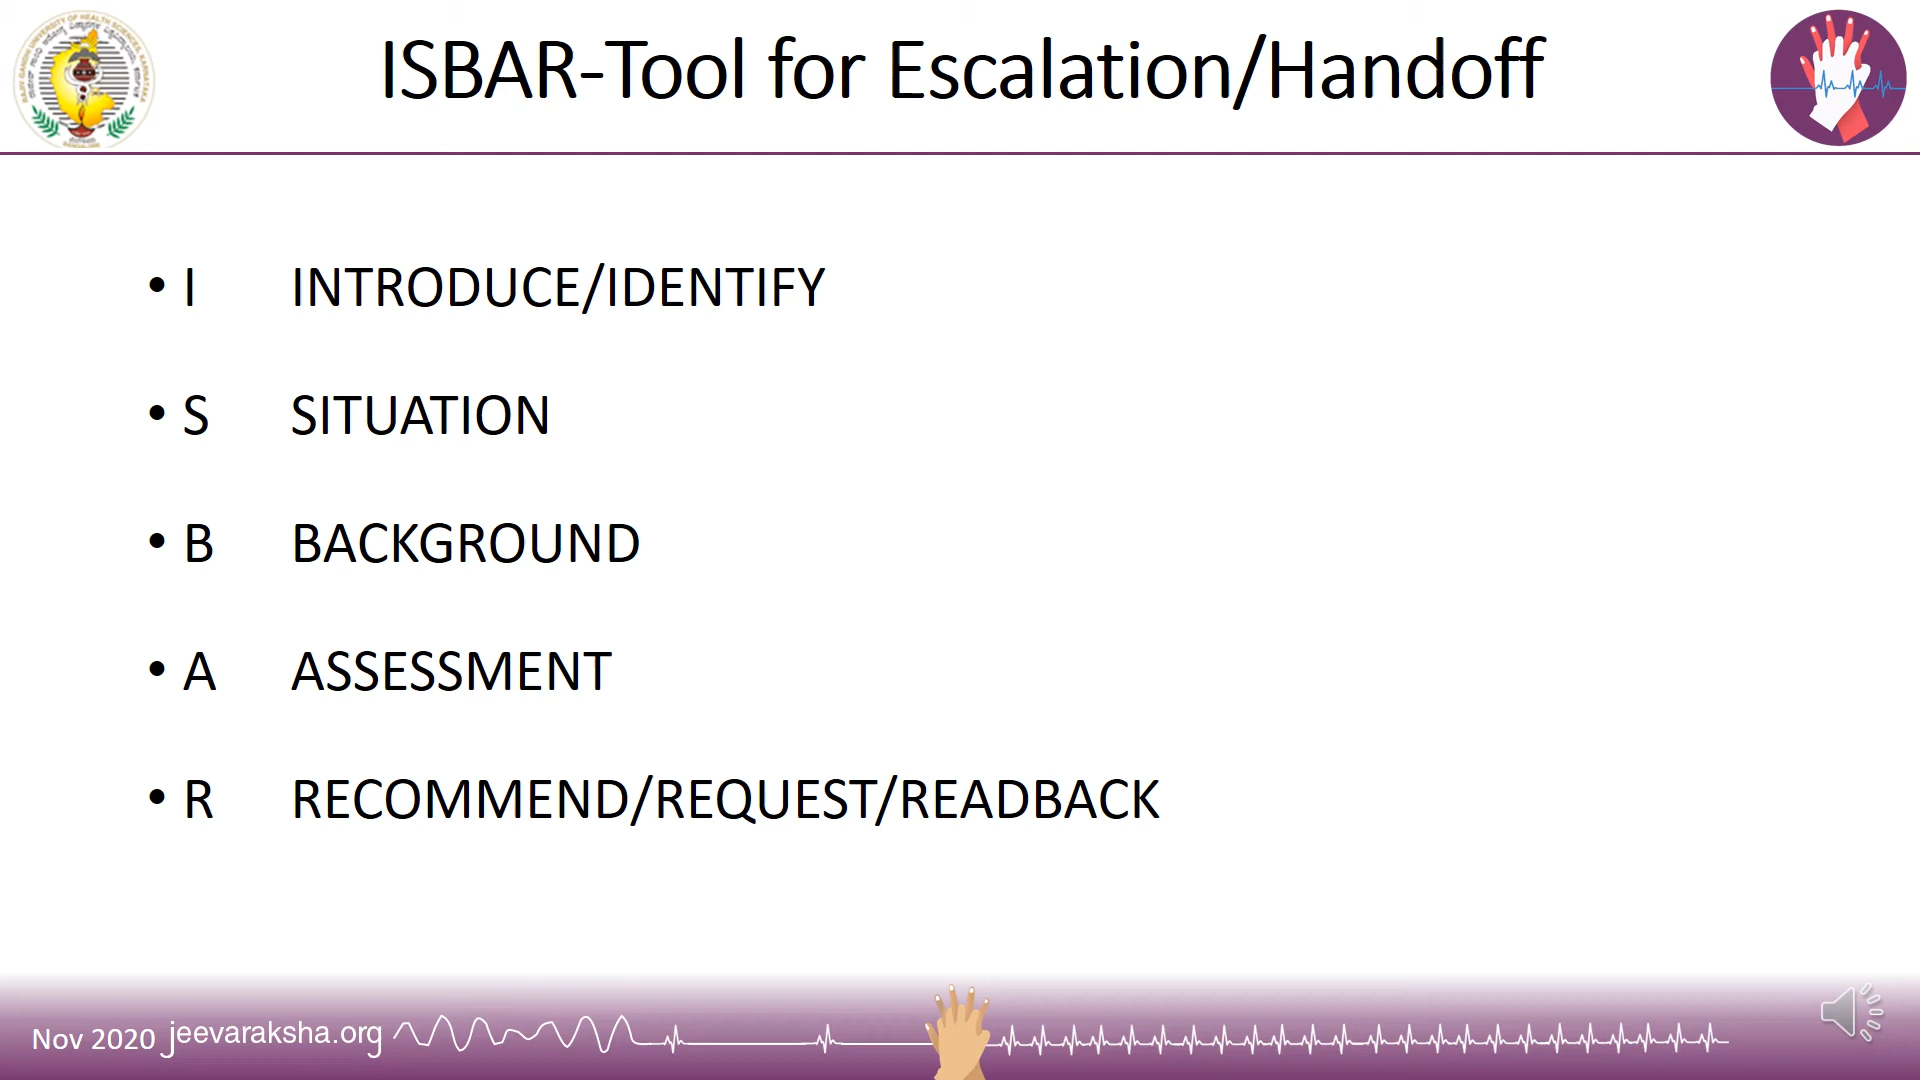 ISBAR-Tool for Escalation/Handoff
• I INTRODUCE/IDENTIFY
• S SITUATION
• B BACKGROUND
• A ASSESSMENT
• R RECOMMEND/REQUEST/READBACK
Nov 2020 jeevaraksha.org